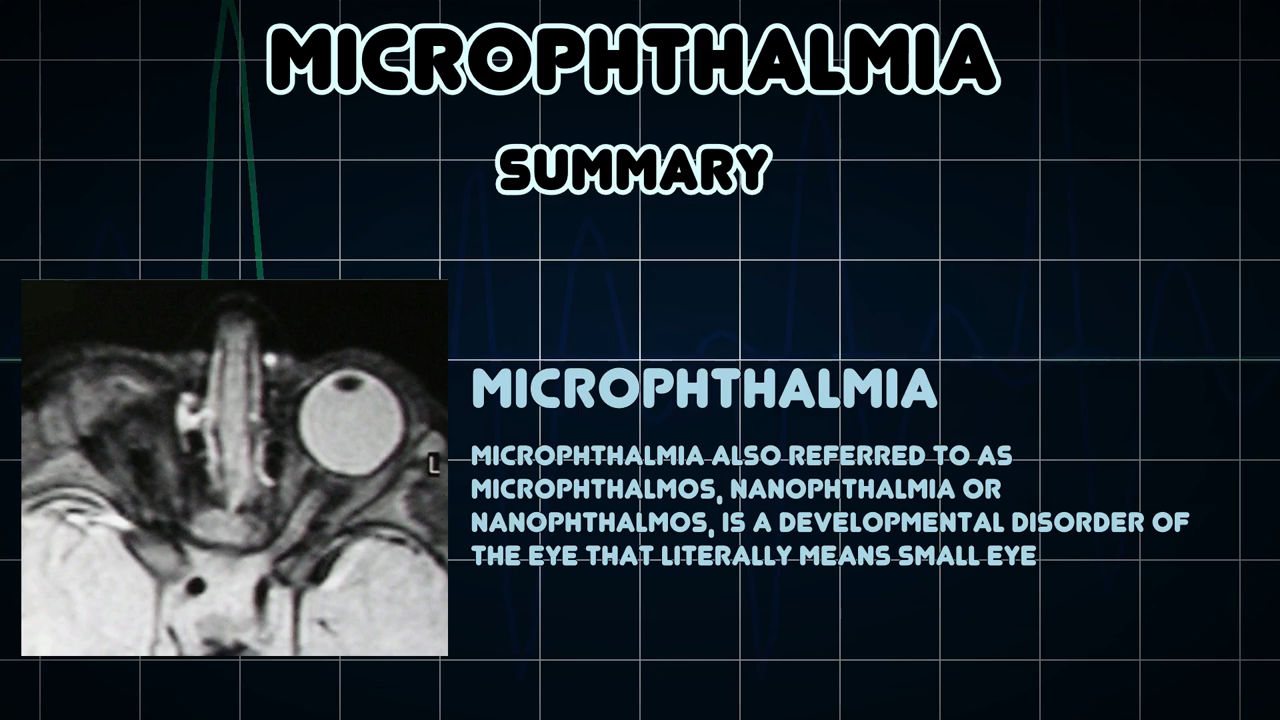 MICROPHTHALMIA
SUMMARY
MICROPHTHALMIA
MICROPHTHALMIA ALSO REFERRED TO AS
MICROPHTHALMOS, NANOPHTHALMIA OR
NANOPHTHALMOS, IS A DEVELOPMENTAL DISORDER OF
THE EYE THAT LITERALLY MEANS SMALL EYE
L